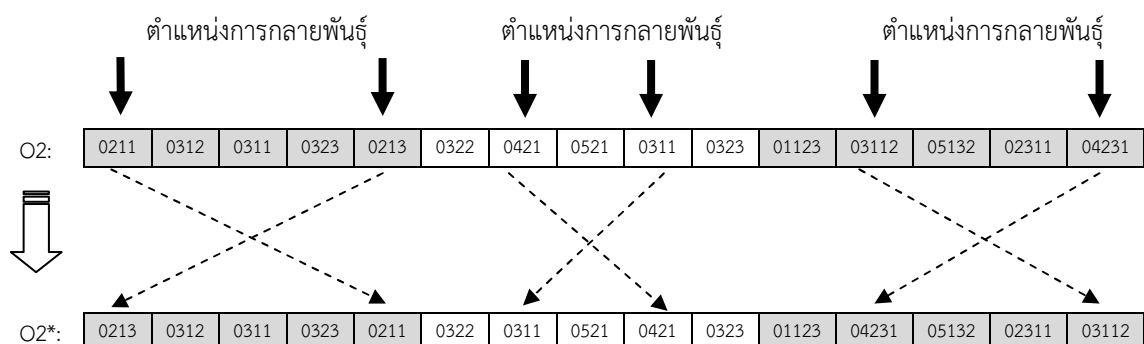 ตำแหน่งการกลายพันธุ์ ตำแหน่งการกลายพันธุ์ ตำแหน่งการกลายพันธุ์
O2: 0211 0312 0311 0323 0213 0322 0421 0521 0311 0323 01123 03112 05132 02311 04231
O2*: 0213 0312 0311 0323 0211 0322 0311 0521 0421 0323 01123 04231 05132 02311 03112